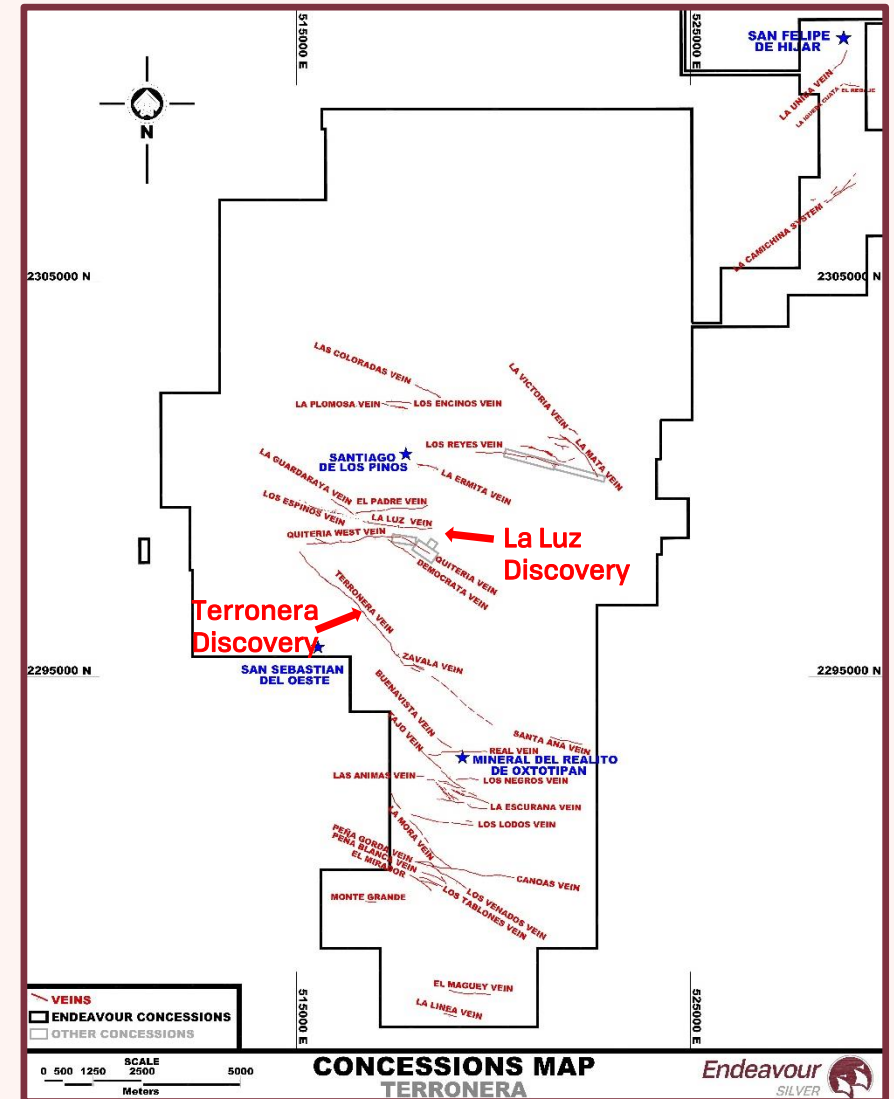 515000 E
525000 E
SAN FELIPE
DE HIJAR
LA UNICA VEIN
LA HIGUERA CUATA
EL REBAJE
N
LA CAMICHINA SYSTEM
2305000 N
2305000 N
LAS COLORADAS VEIN
LA VICTORIA VEIN
LA PLOMOSA VEIN
LOS ENCINOS VEIN
LOS REYES VEIN
LA MATA VEIN
SANTIAGO
DE LOS PINOS
LA ERMITA VEIN
LA GUARDARAYA VEIN
EL PADRE VEIN
LOS ESPINOS VEIN
LA LUZ VEIN
QUITERIA WEST VEIN
La Luz
Discovery
QUITERIA VEIN
DEMOCRATA VEIN
TERRONERA VEIN
Terronera
Discovery
ZAVALA VEIN
SAN SEBASTIAN
DEL OESTE
2295000 N
2295000 N
BUENAVISTA VEIN
TAJO VEIN
SANTA ANA VEIN
REAL VEIN
MINERAL DEL REALITO
DE OXTOTIPAN
LAS ANIMAS VEIN
LOS NEGROS VEIN
LA ESCURANA VEIN
LA MORA VEIN
LOS LODOS VEIN
PEÑA GORDA VEIN
PEÑA BLANCA VEIN
EL MIRADOR
CANOAS VEIN
LOS VENADOS VEIN
LOS TABLONES VEIN
MONTE GRANDE
EL MAGUEY VEIN
LA LINEA VEIN
515000 E
525000 E
VEINS
ENDEAVOUR CONCESSIONS
OTHER CONCESSIONS
SCALE
0 500 1250 2500 5000
Meters
CONCESSIONS MAP
TERRONERA
Endeavour
SILVER